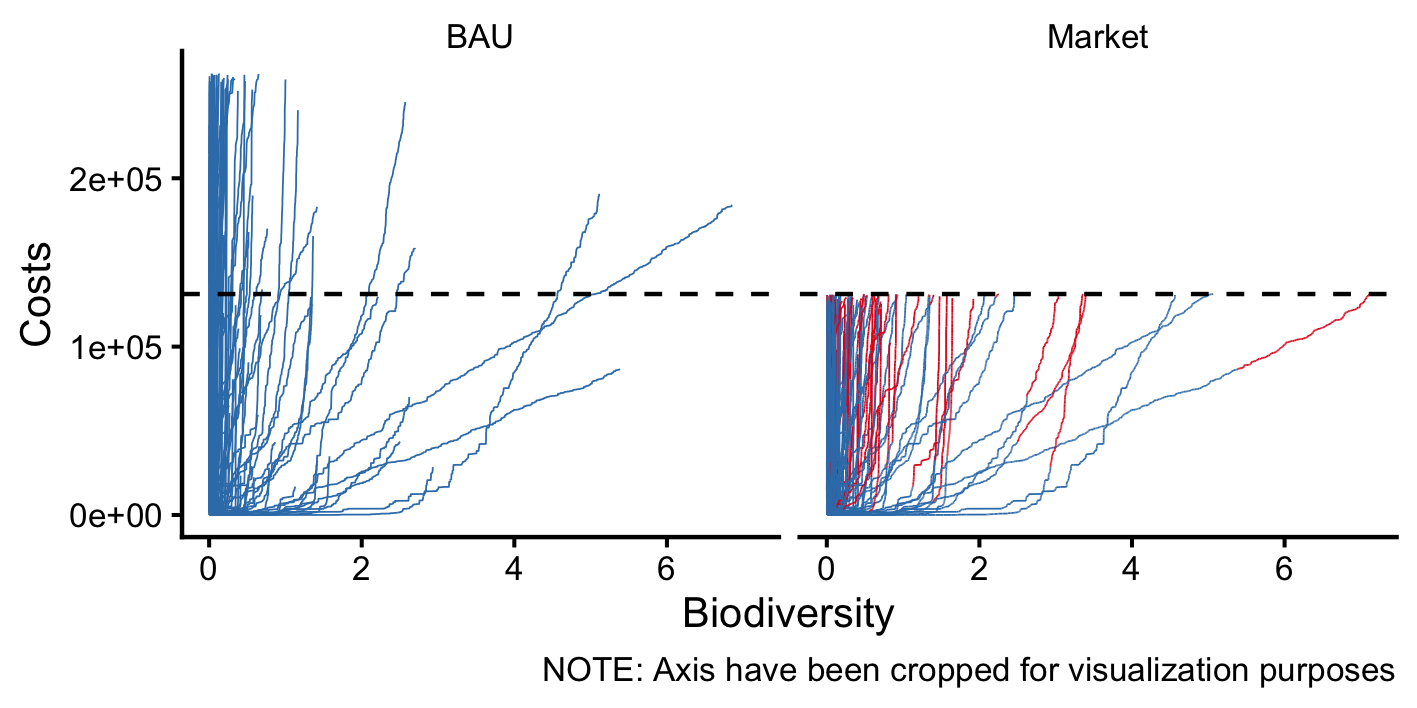 BAU
Market
Costs
2e+05
1e+05
0e+00
0 2 4 6
0 2 4 6
Biodiversity
NOTE: Axis have been cropped for visualization purposes